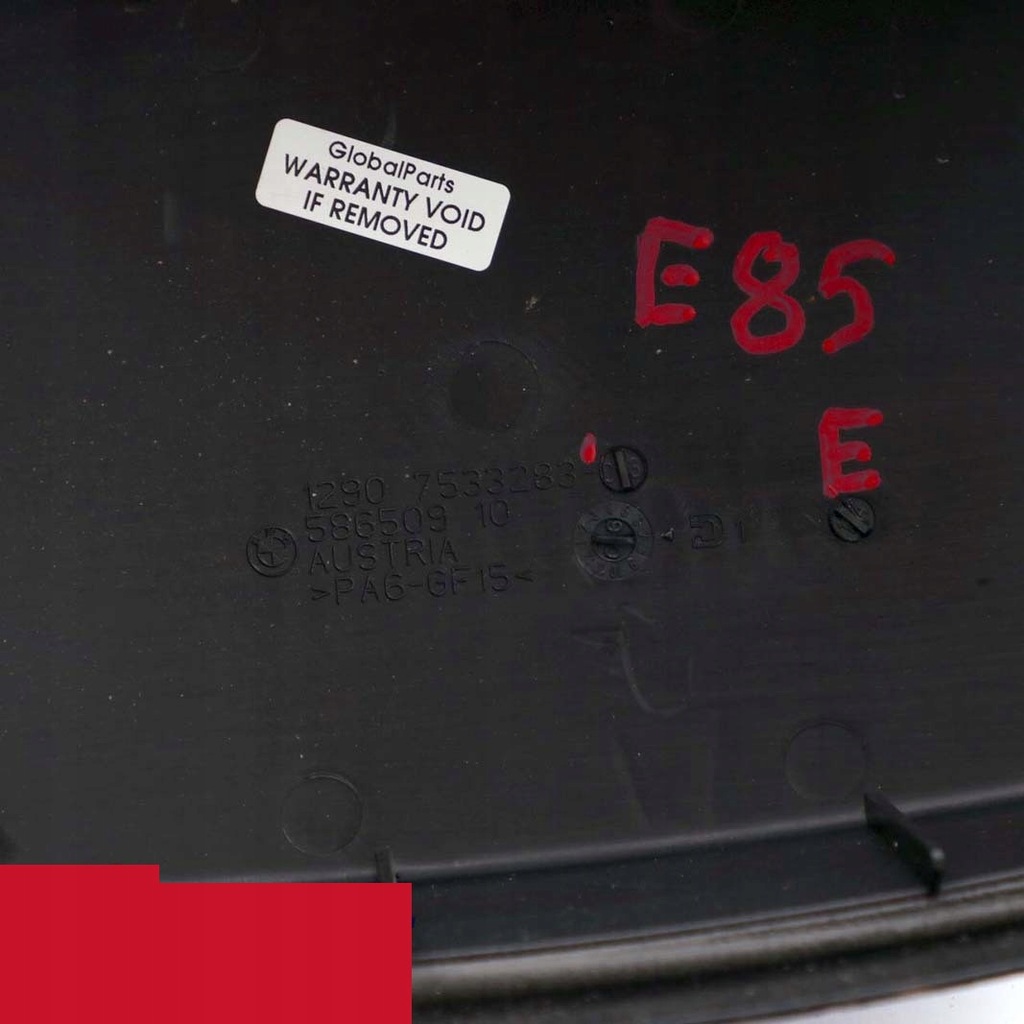 GlobalParts
WARRANTY VOID
IF REMOVED
E85
E
1290 7533283
586509 10
AUSTRIA
>PA6-GF15<